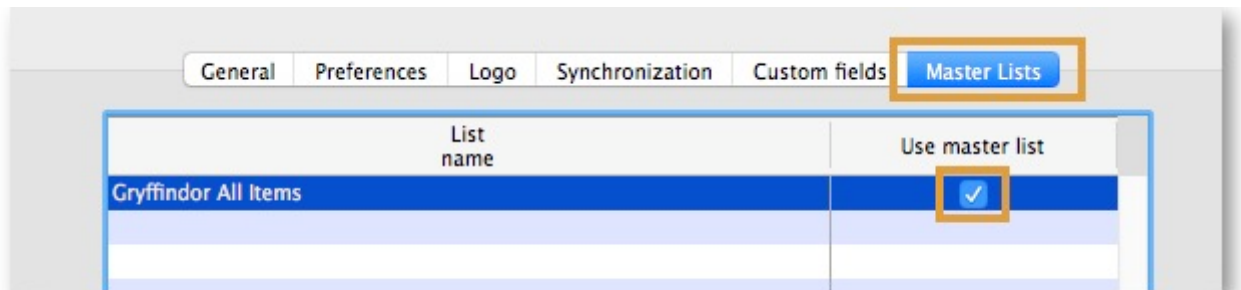 General Preferences Logo Synchronization Custom fields Master Lists
List
name
Use master list
Gryffindor All Items